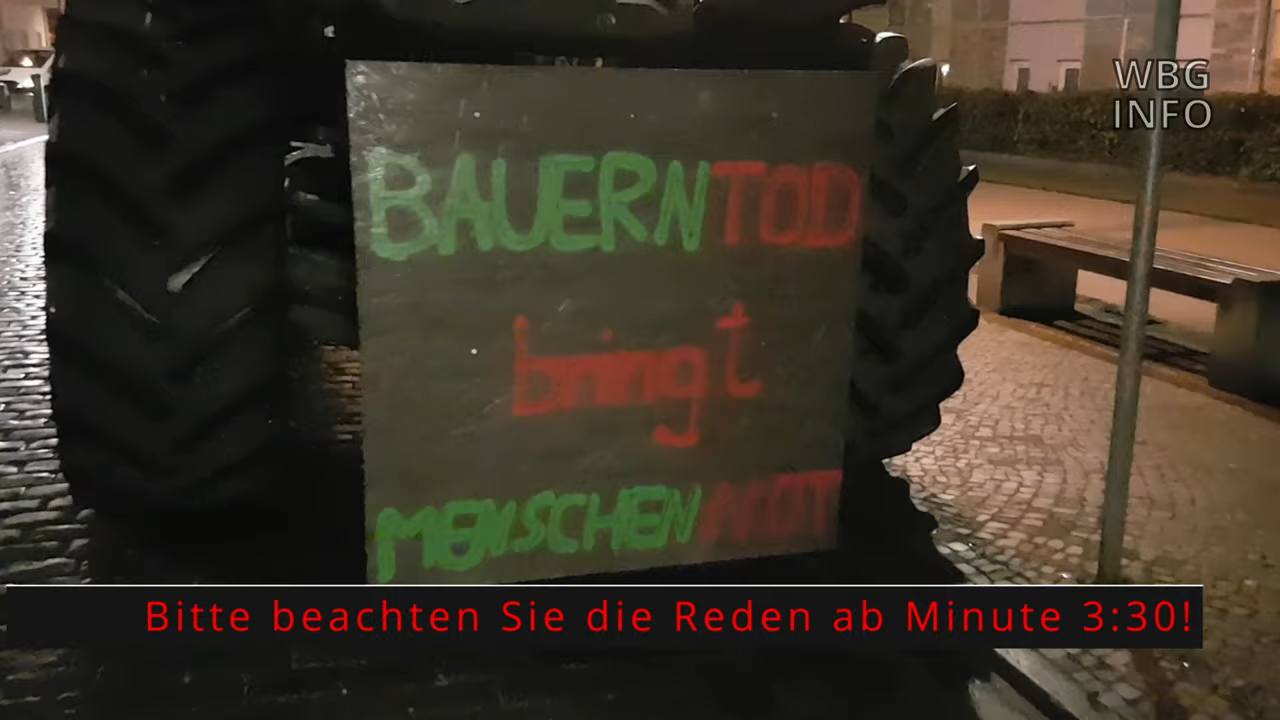 WBG
INFO
BAUERNTOD
bringt
MENSCHENNOT
Bitte beachten Sie die Reden ab Minute 3:30!